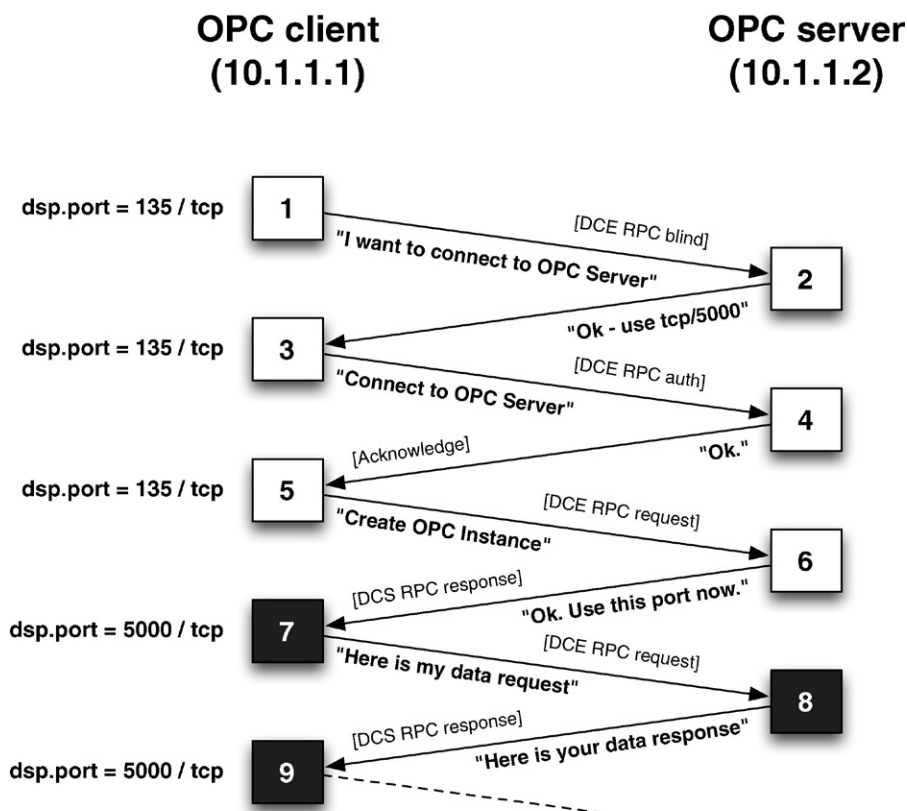 OPC client
(10.1.1.1)
OPC server
(10.1.1.2)
dsp.port = 135 / tcp
1
[DCE RPC blind]
"I want to connect to OPC Server"
2
"Ok - use tcp/5000"
dsp.port = 135 / tcp
3
[DCE RPC auth]
"Connect to OPC Server"
4
"Ok."
[Acknowledge]
dsp.port = 135 / tcp
5
[DCE RPC request]
"Create OPC Instance"
6
"Ok. Use this port now."
[DCS RPC response]
dsp.port = 5000 / tcp
7
[DCE RPC request]
"Here is my data request"
8
"Here is your data response"
[DCS RPC response]
dsp.port = 5000 / tcp
9